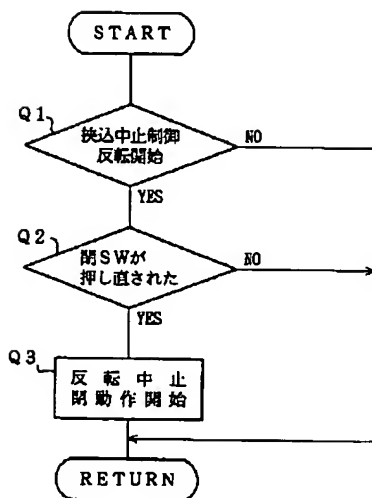 START
Q1
挟込中止制御
反転開始
NO
YES
Q2
閉SWが
押し直された
NO
YES
Q3
反転中止
閉動作開始
RETURN